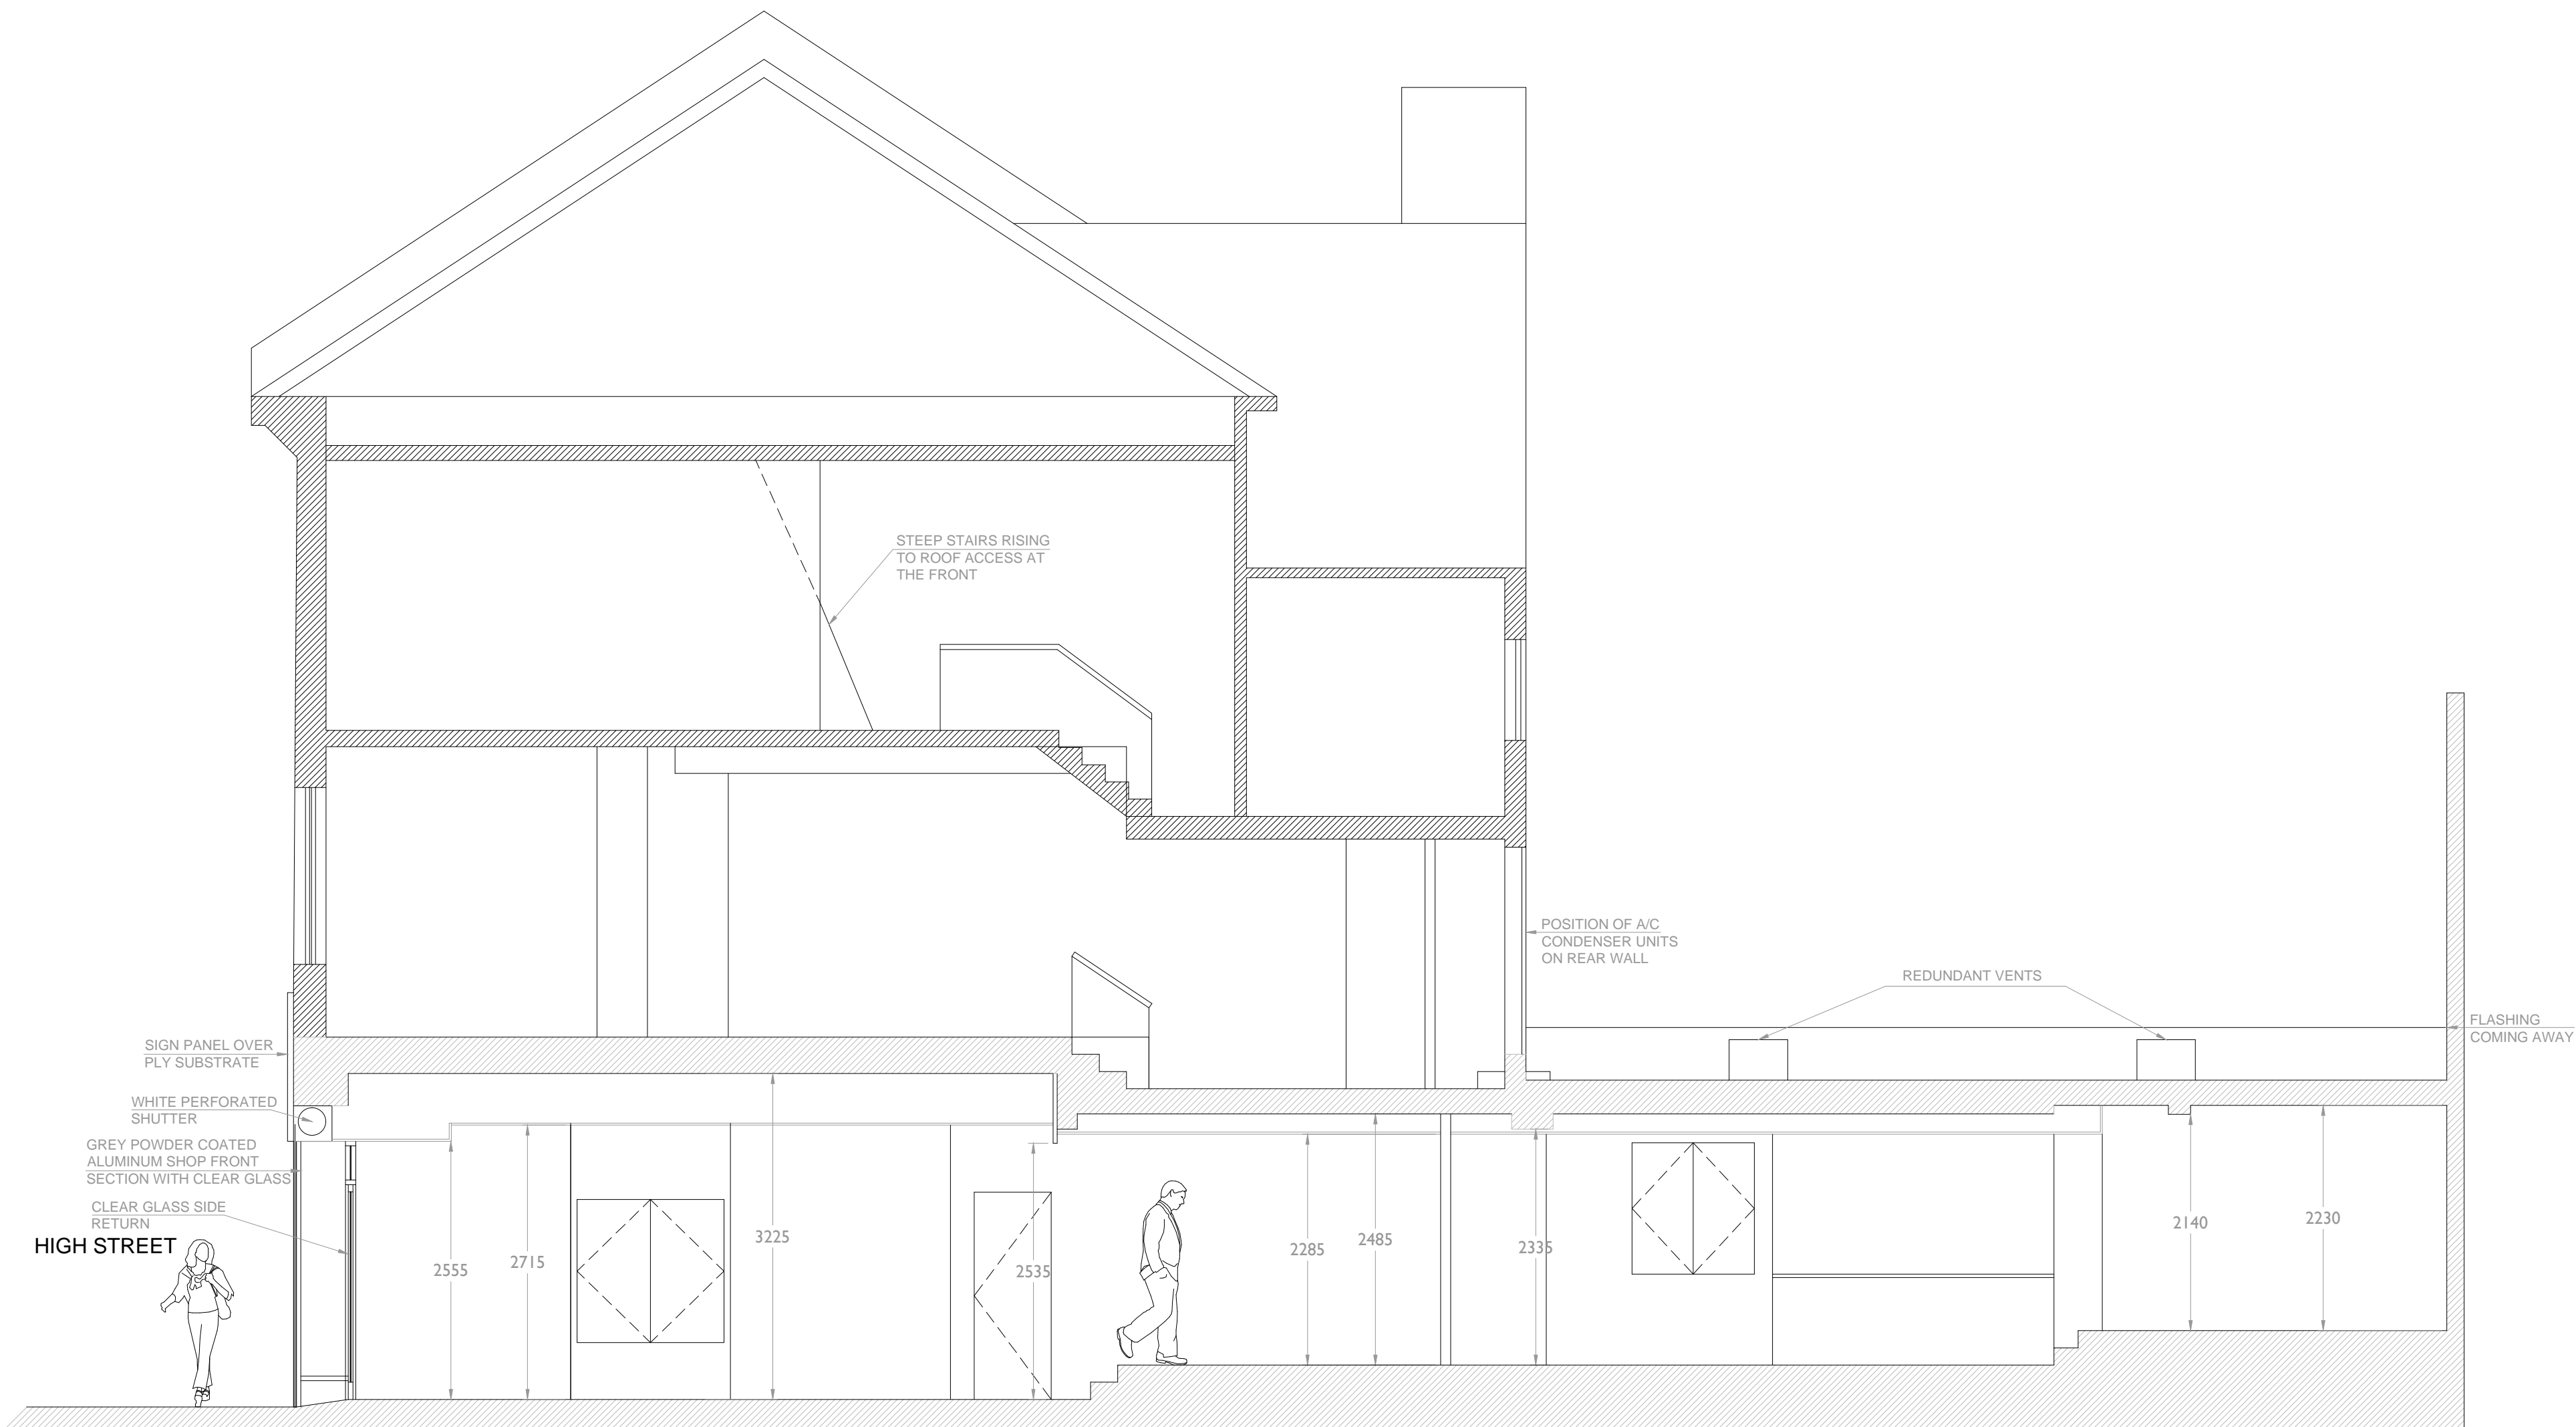 STEEP STAIRS RISING
TO ROOF ACCESS AT
THE FRONT
POSITION OF A/C
CONDENSER UNITS
ON REAR WALL
REDUNDANT VENTS
FLASHING
COMING AWAY
SIGN PANEL OVER
PLY SUBSTRATE
WHITE PERFORATED
SHUTTER
GREY POWDER COATED
ALUMINUM SHOP FRONT
SECTION WITH CLEAR GLASS
CLEAR GLASS SIDE
RETURN
HIGH STREET
2555
2715
3225
2535
2285
2485
2335
2140
2230